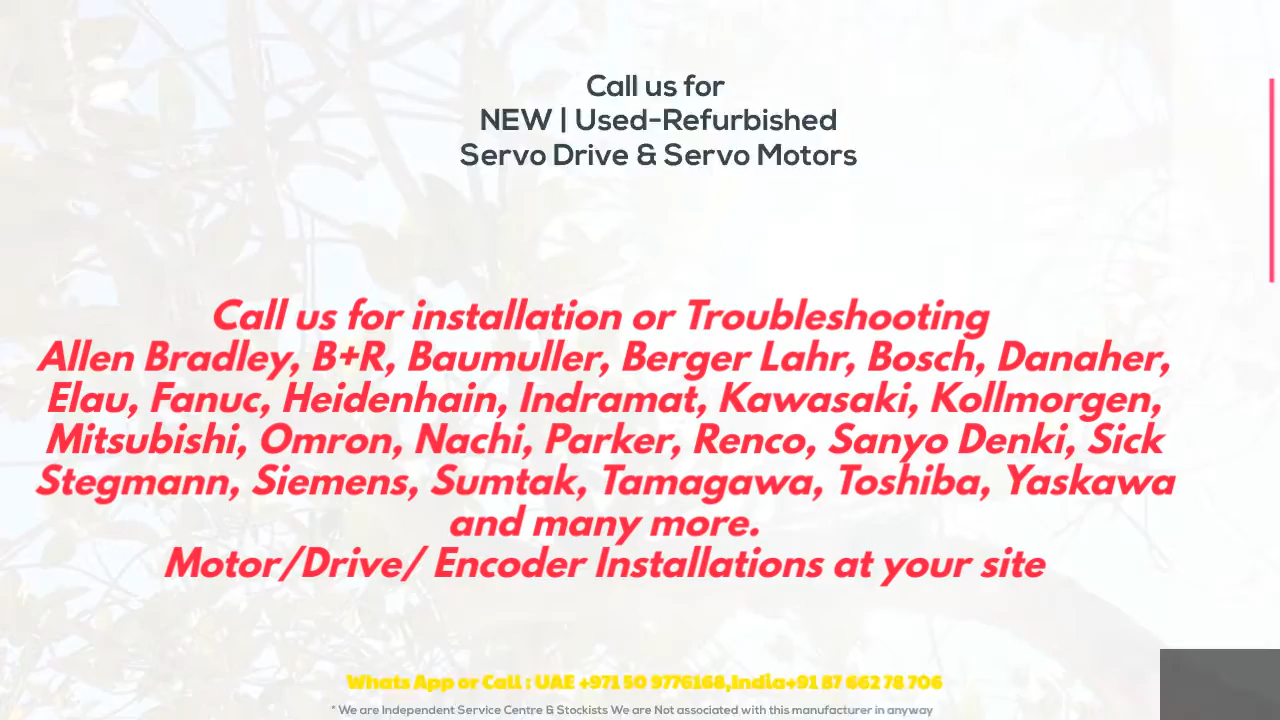 Call us for
NEW | Used-Refurbished
Servo Drive & Servo Motors
Call us for installation or Troubleshooting
Allen Bradley, B+R, Baumuller, Berger Lahr, Bosch, Danaher,
Elau, Fanuc, Heidenhain, Indramat, Kawasaki, Kollmorgen,
Mitsubishi, Omron, Nachi, Parker, Renco, Sanyo Denki, Sick
Stegmann, Siemens, Sumtak, Tamagawa, Toshiba, Yaskawa
and many more.
Motor/Drive/ Encoder Installations at your site
Whats App or Call : UAE +971 50 9776168,India+91 87 662 78 706
* We are Independent Service Centre & Stockists We are Not associated with this manufacturer in anyway